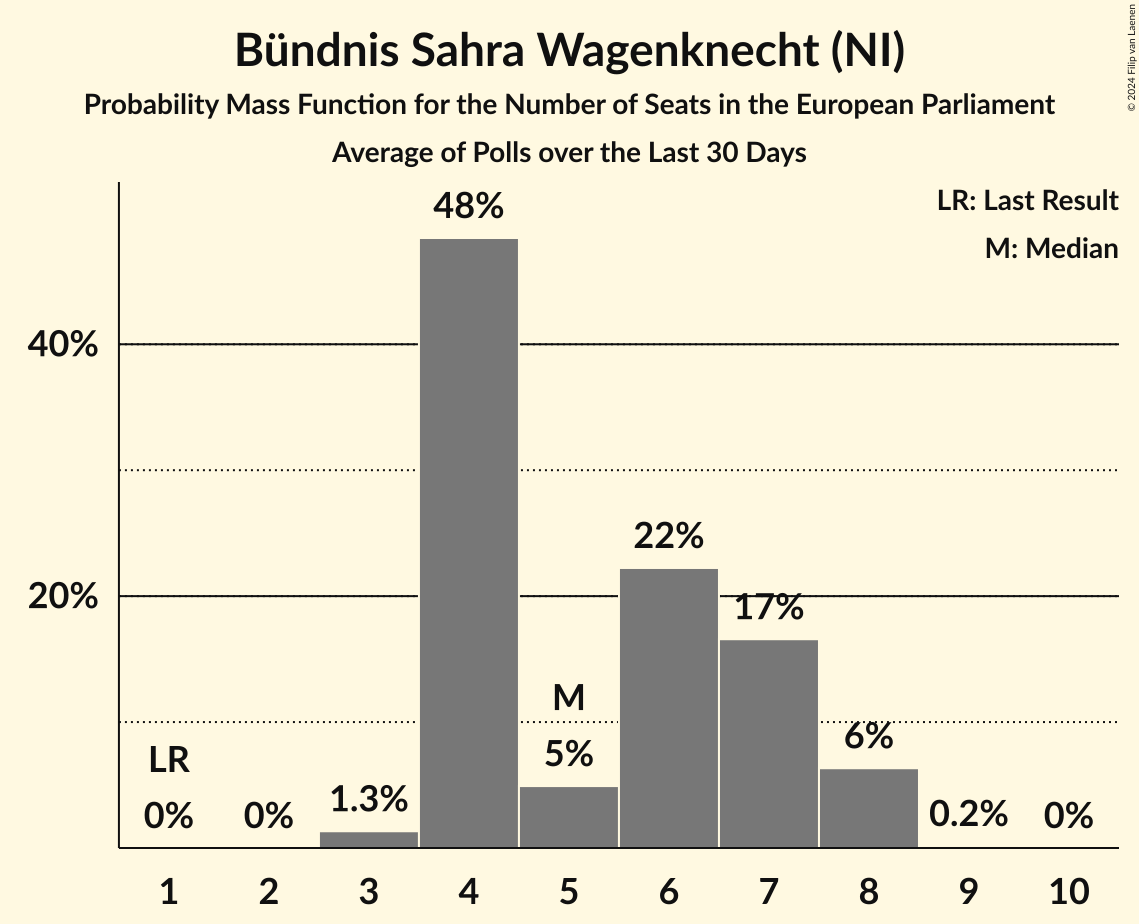 Bündnis Sahra Wagenknecht (NI)
Probability Mass Function for the Number of Seats in the European Parliament
Average of Polls over the Last 30 Days
© 2024 Filip van Laenen
LR: Last Result
M: Median
48%
40%
22%
20%
17%
M
6%
5%
LR
1.3%
0%
0%
0.2%
0%
1 2 3 4 5 6 7 8 9 10